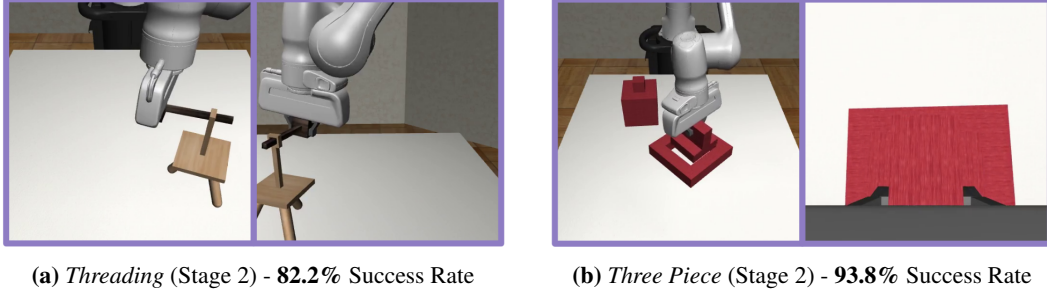 (a) Threading (Stage 2) - 82.2% Success Rate
(b) Three Piece (Stage 2) - 93.8% Success Rate